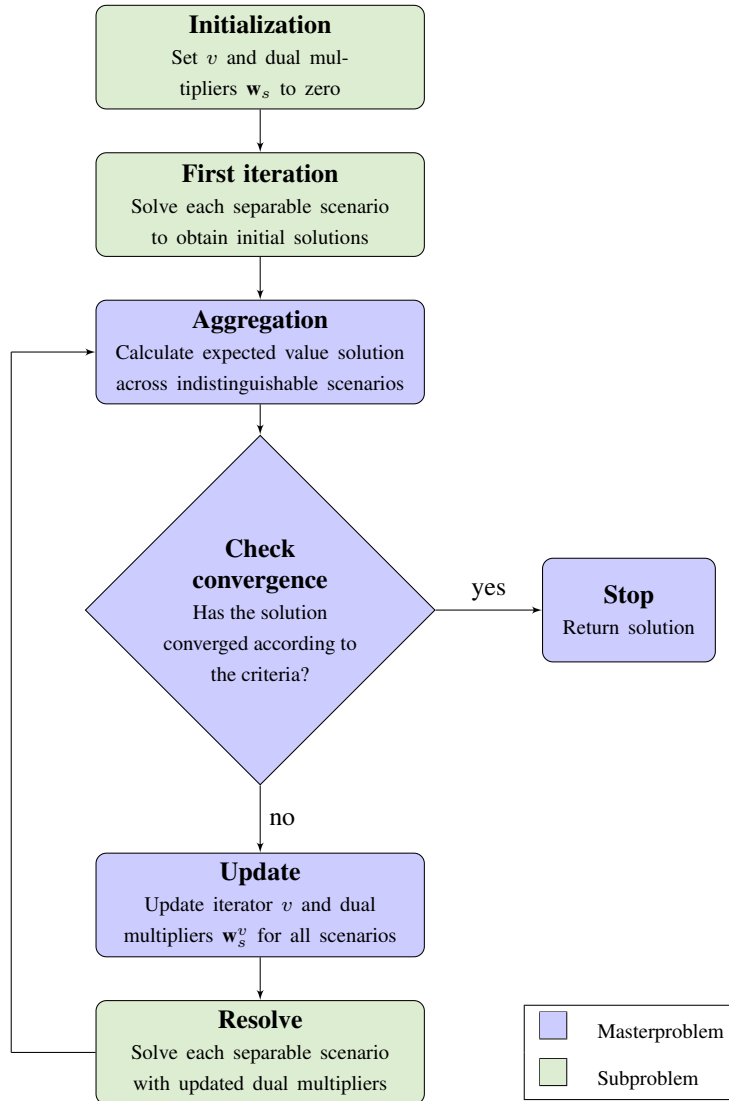 Initialization
Set v and dual mul-
tipliers w_s to zero
First iteration
Solve each separable scenario
to obtain initial solutions
Aggregation
Calculate expected value solution
across indistinguishable scenarios
Check
convergence
Has the solution
converged according to
the criteria?
yes
Stop
Return solution
no
Update
Update iterator v and dual
multipliers w_s^v for all scenarios
Resolve
Solve each separable scenario
with updated dual multipliers
Masterproblem
Subproblem